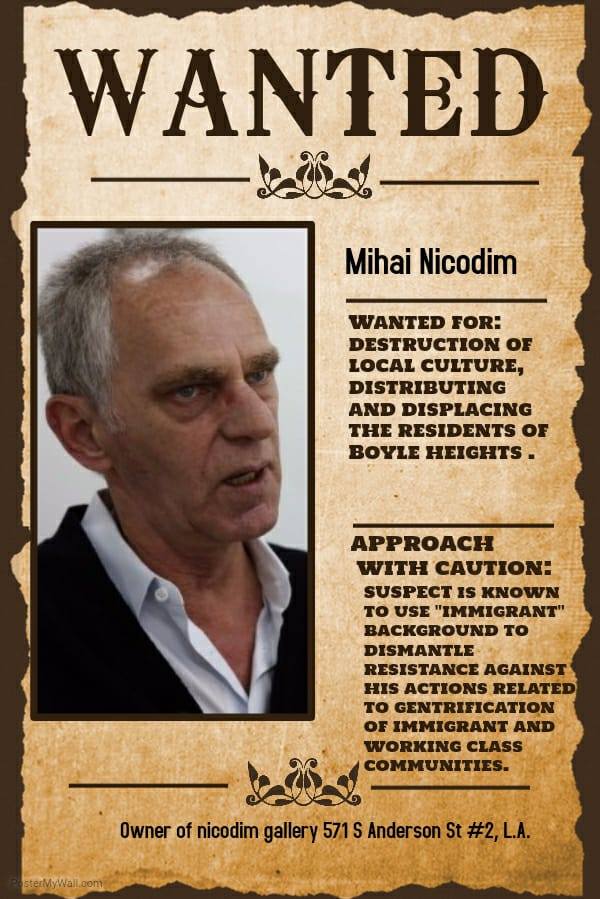 WANTED
Mihai Nicodim
WANTED FOR:
DESTRUCTION OF
LOCAL CULTURE,
DISTRIBUTING
AND DISPLACING
THE RESIDENTS OF
BOYLE HEIGHTS .
APPROACH
WITH CAUTION:
SUSPECT IS KNOWN
TO USE "IMMIGRANT"
BACKGROUND TO
DISMANTLE
RESISTANCE AGAINST
HIS ACTIONS RELATED
TO GENTRIFICATION
OF IMMIGRANT AND
WORKING CLASS
COMMUNITIES.
Owner of nicodim gallery 571 S Anderson St #2, L.A.
PosterMyWall.com